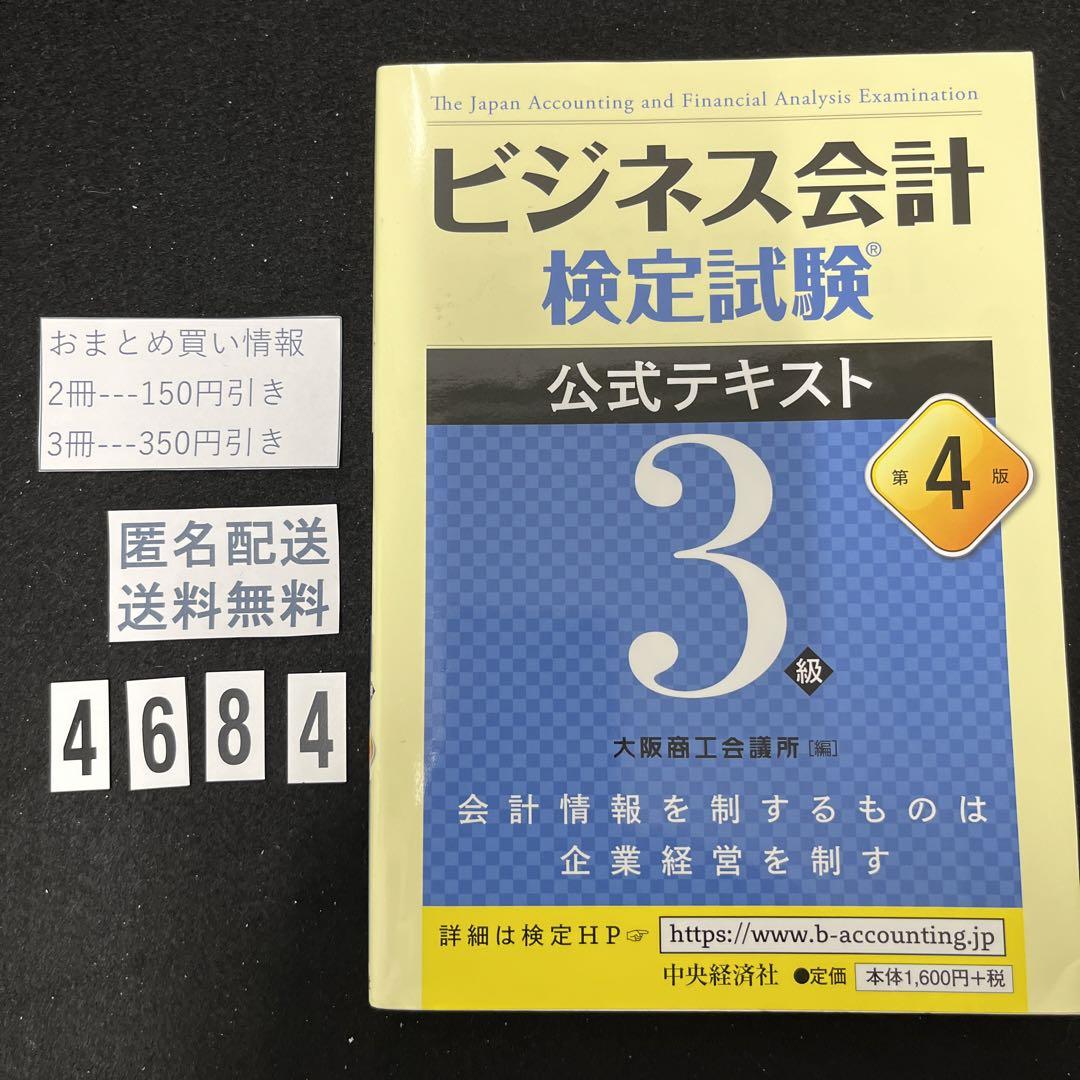 おまとめ買い情報
2冊---150円引き
3冊---350円引き
匿名配送
送料無料
4684
The Japan Accounting and Financial Analysis Examination
ビジネス会計
検定試験®
公式テキスト
第4版
3級
大阪商工会議所[編]
会計情報を制するものは
企業経営を制す
詳細は検定HP☞ https://www.b-accounting.jp
中央経済社 ●定価 本体1,600円+税